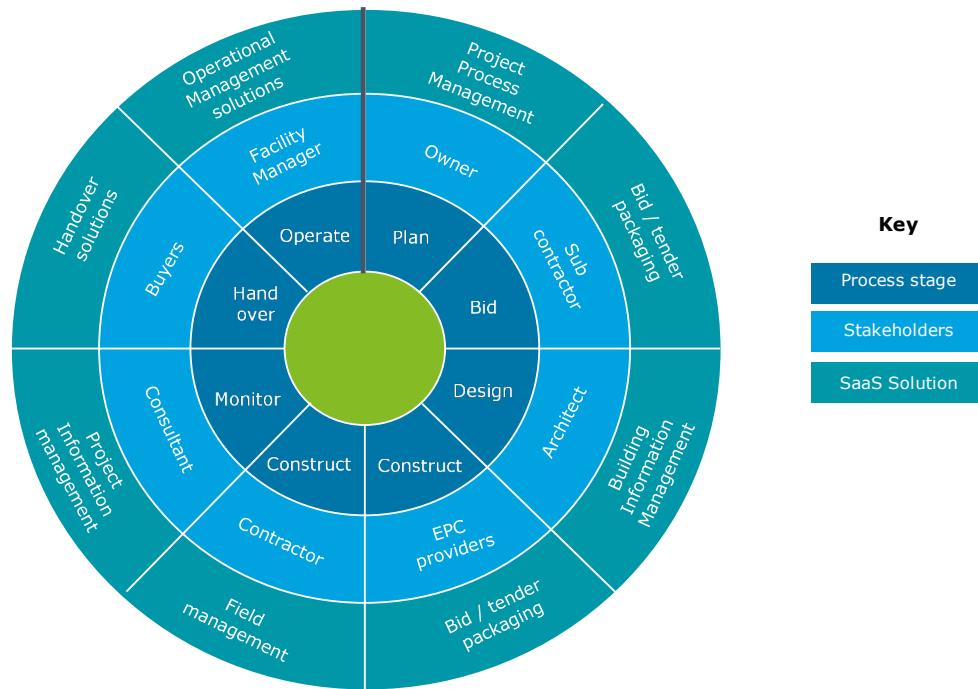 Operational
Management
solutions
Project
Process
Management
Bid / tender
packaging
Building
Information
Management
Bid / tender
packaging
Field
management
Project
Information
management
Handover
solutions
Facility
Manager
Owner
Sub
contractor
Architect
EPC
providers
Contractor
Consultant
Buyers
Operate
Plan
Bid
Design
Construct
Construct
Monitor
Hand
over
Key
Process stage
Stakeholders
SaaS Solution